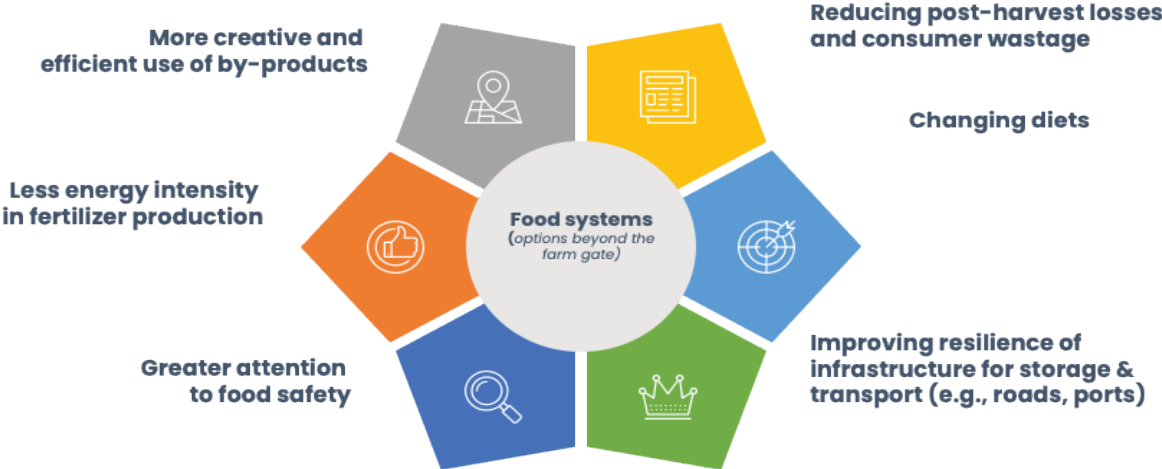 More creative and
efficient use of by-products
Reducing post-harvest losses
and consumer wastage
Changing diets
Less energy intensity
in fertilizer production
Food systems
(options beyond the
farm gate)
Greater attention
to food safety
Improving resilience of
infrastructure for storage &
transport (e.g., roads, ports)